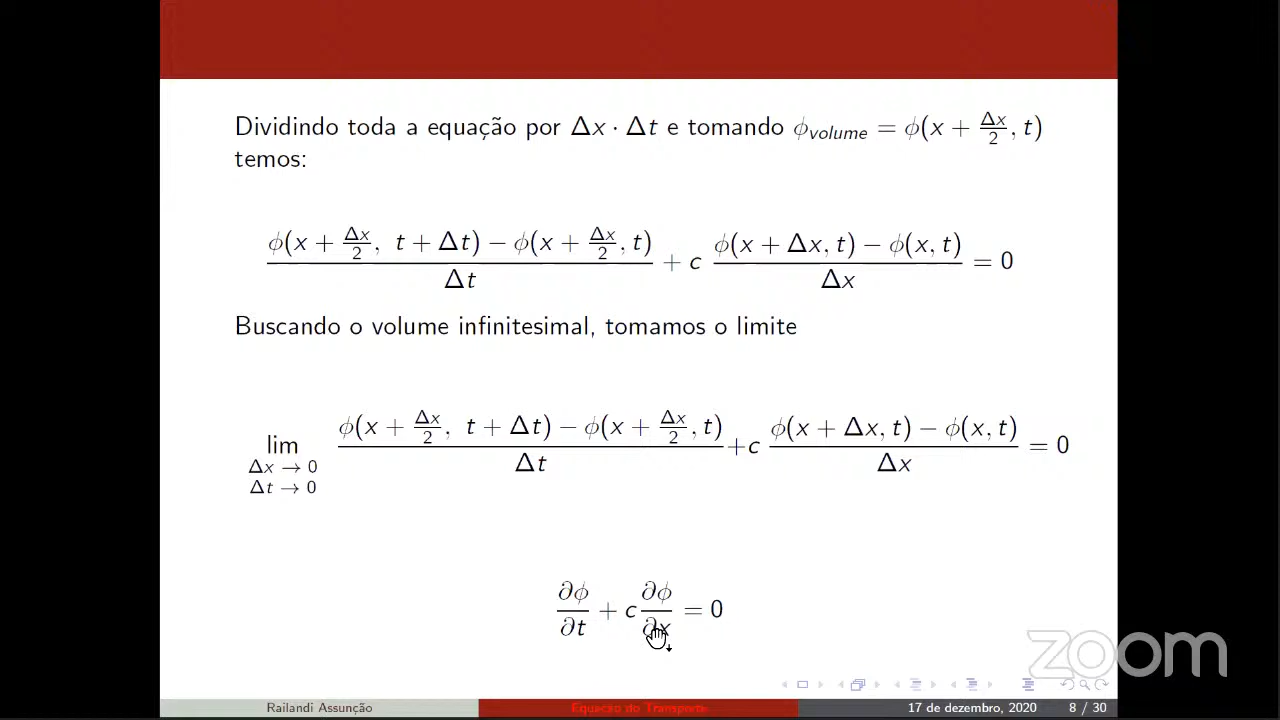 Dividindo toda a equação por Δx · Δt e tomando ϕ_volume = ϕ(x + Δx/2, t)
temos:
(ϕ(x + Δx/2, t + Δt) − ϕ(x + Δx/2, t))/Δt + c (ϕ(x + Δx, t) − ϕ(x, t))/Δx = 0
Buscando o volume infinitesimal, tomamos o limite
lim Δx → 0 Δt → 0 (ϕ(x + Δx/2, t + Δt) − ϕ(x + Δx/2, t))/Δt + c (ϕ(x + Δx, t) − ϕ(x, t))/Δx = 0
∂ϕ/∂t + c ∂ϕ/∂x = 0
zoom
Railandi Assunção Equação do Transporte 17 de dezembro, 2020 8 / 30